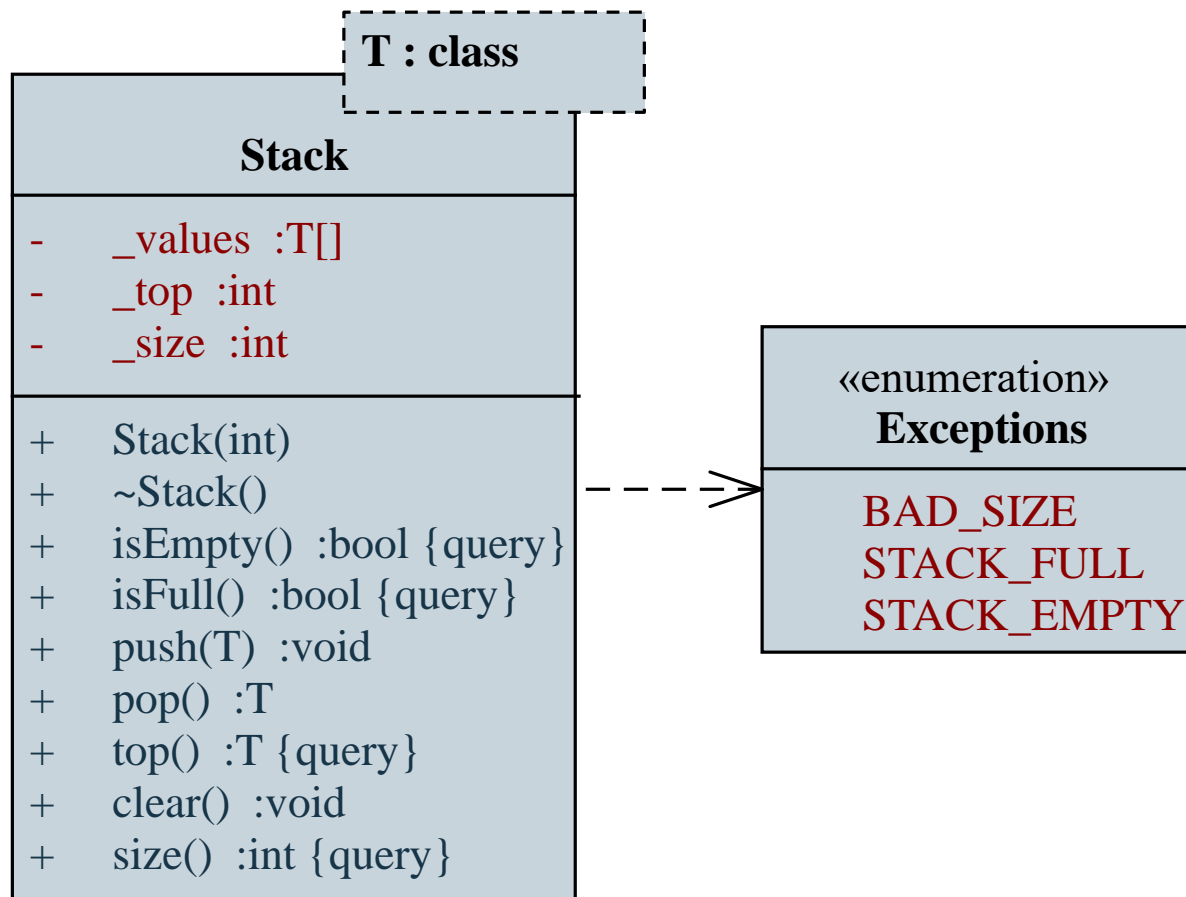 T : class
Stack
- _values :T[]
- _top :int
- _size :int
+ Stack(int)
+ ~Stack()
+ isEmpty() :bool {query}
+ isFull() :bool {query}
+ push(T) :void
+ pop() :T
+ top() :T {query}
+ clear() :void
+ size() :int {query}
«enumeration»
Exceptions
BAD_SIZE
STACK_FULL
STACK_EMPTY